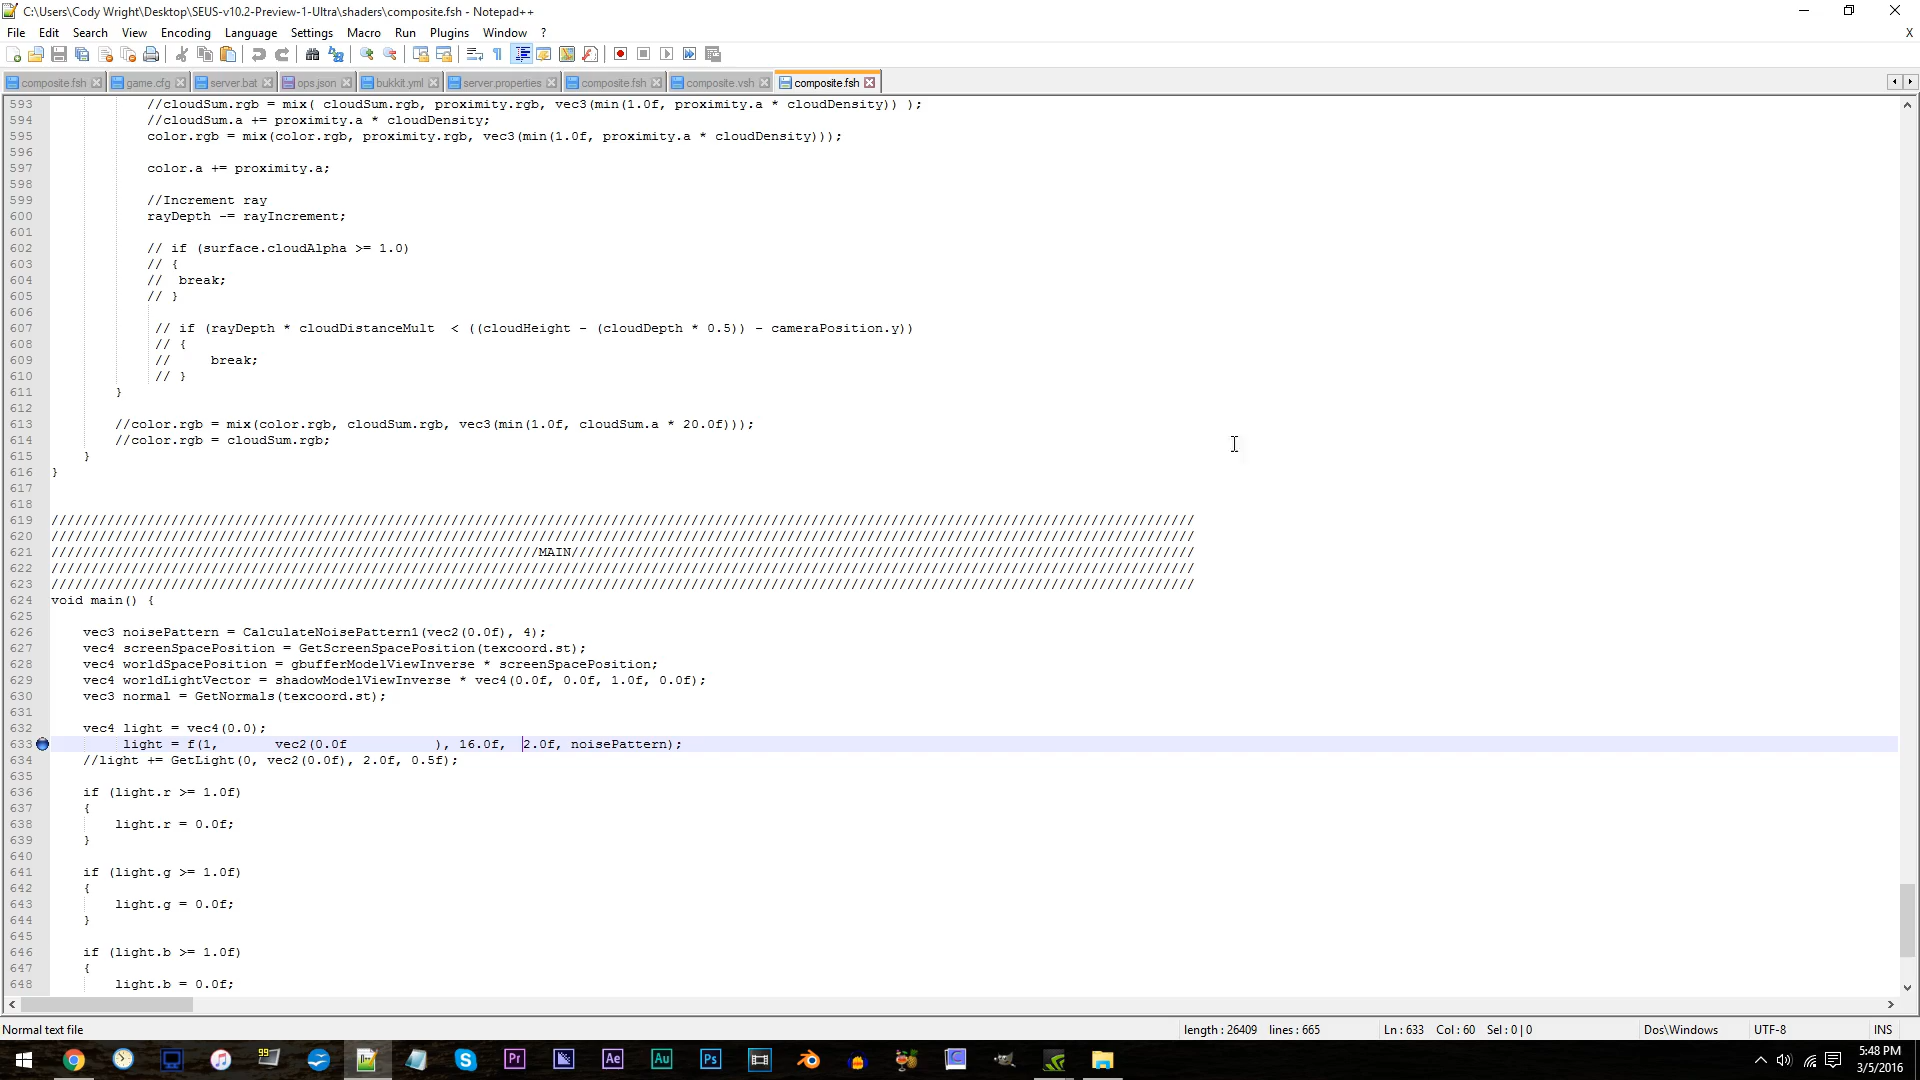 C:\Users\Cody Wright\Desktop\SEUS-v10.2-Preview-1-Ultra\shaders\composite.fsh - Notepad++
File Edit Search View Encoding Language Settings Macro Run Plugins Window ? X
composite.fsh game.cfg server.bat ops.json bukkit.yml server.properties composite.fsh composite.vsh composite.fsh
593 //cloudSum.rgb = mix( cloudSum.rgb, proximity.rgb, vec3(min(1.0f, proximity.a * cloudDensity)) );
594 //cloudSum.a += proximity.a * cloudDensity;
595 color.rgb = mix(color.rgb, proximity.rgb, vec3(min(1.0f, proximity.a * cloudDensity)));
596
597 color.a += proximity.a;
598
599 //Increment ray
600 rayDepth -= rayIncrement;
601
602 // if (surface.cloudAlpha >= 1.0)
603 // {
604 // break;
605 // }
606
607 // if (rayDepth * cloudDistanceMult  < ((cloudHeight - (cloudDepth * 0.5)) - cameraPosition.y))
608 // {
609 // break;
610 // }
611 }
612
613 //color.rgb = mix(color.rgb, cloudSum.rgb, vec3(min(1.0f, cloudSum.a * 20.0f)));
614 //color.rgb = cloudSum.rgb;
615 }
616 }
617
618
619 ///////////////////////////////////////////////////////////////////////////////////////////////////////////////////////////////////////////////
620 ///////////////////////////////////////////////////////////////////////////////////////////////////////////////////////////////////////////////
621 /////////////////////////////////////////////////////////////MAIN//////////////////////////////////////////////////////////////////////////////
622 ///////////////////////////////////////////////////////////////////////////////////////////////////////////////////////////////////////////////
623 ///////////////////////////////////////////////////////////////////////////////////////////////////////////////////////////////////////////////
624 void main() {
625
626 vec3 noisePattern = CalculateNoisePattern1(vec2(0.0f), 4);
627 vec4 screenSpacePosition = GetScreenSpacePosition(texcoord.st);
628 vec4 worldSpacePosition = gbufferModelViewInverse * screenSpacePosition;
629 vec4 worldLightVector = shadowModelViewInverse * vec4(0.0f, 0.0f, 1.0f, 0.0f);
630 vec3 normal = GetNormals(texcoord.st);
631
632 vec4 light = vec4(0.0);
633 light = f(1, vec2(0.0f ), 16.0f, 2.0f, noisePattern);
634 //light += GetLight(0, vec2(0.0f), 2.0f, 0.5f);
635
636 if (light.r >= 1.0f)
637 {
638 light.r = 0.0f;
639 }
640
641 if (light.g >= 1.0f)
642 {
643 light.g = 0.0f;
644 }
645
646 if (light.b >= 1.0f)
647 {
648 light.b = 0.0f;
Normal text file length : 26409 lines : 665 Ln : 633 Col : 60 Sel : 0 | 0 Dos\Windows UTF-8 INS
99 S Pr Ae Au Ps
5:48 PM
3/5/2016